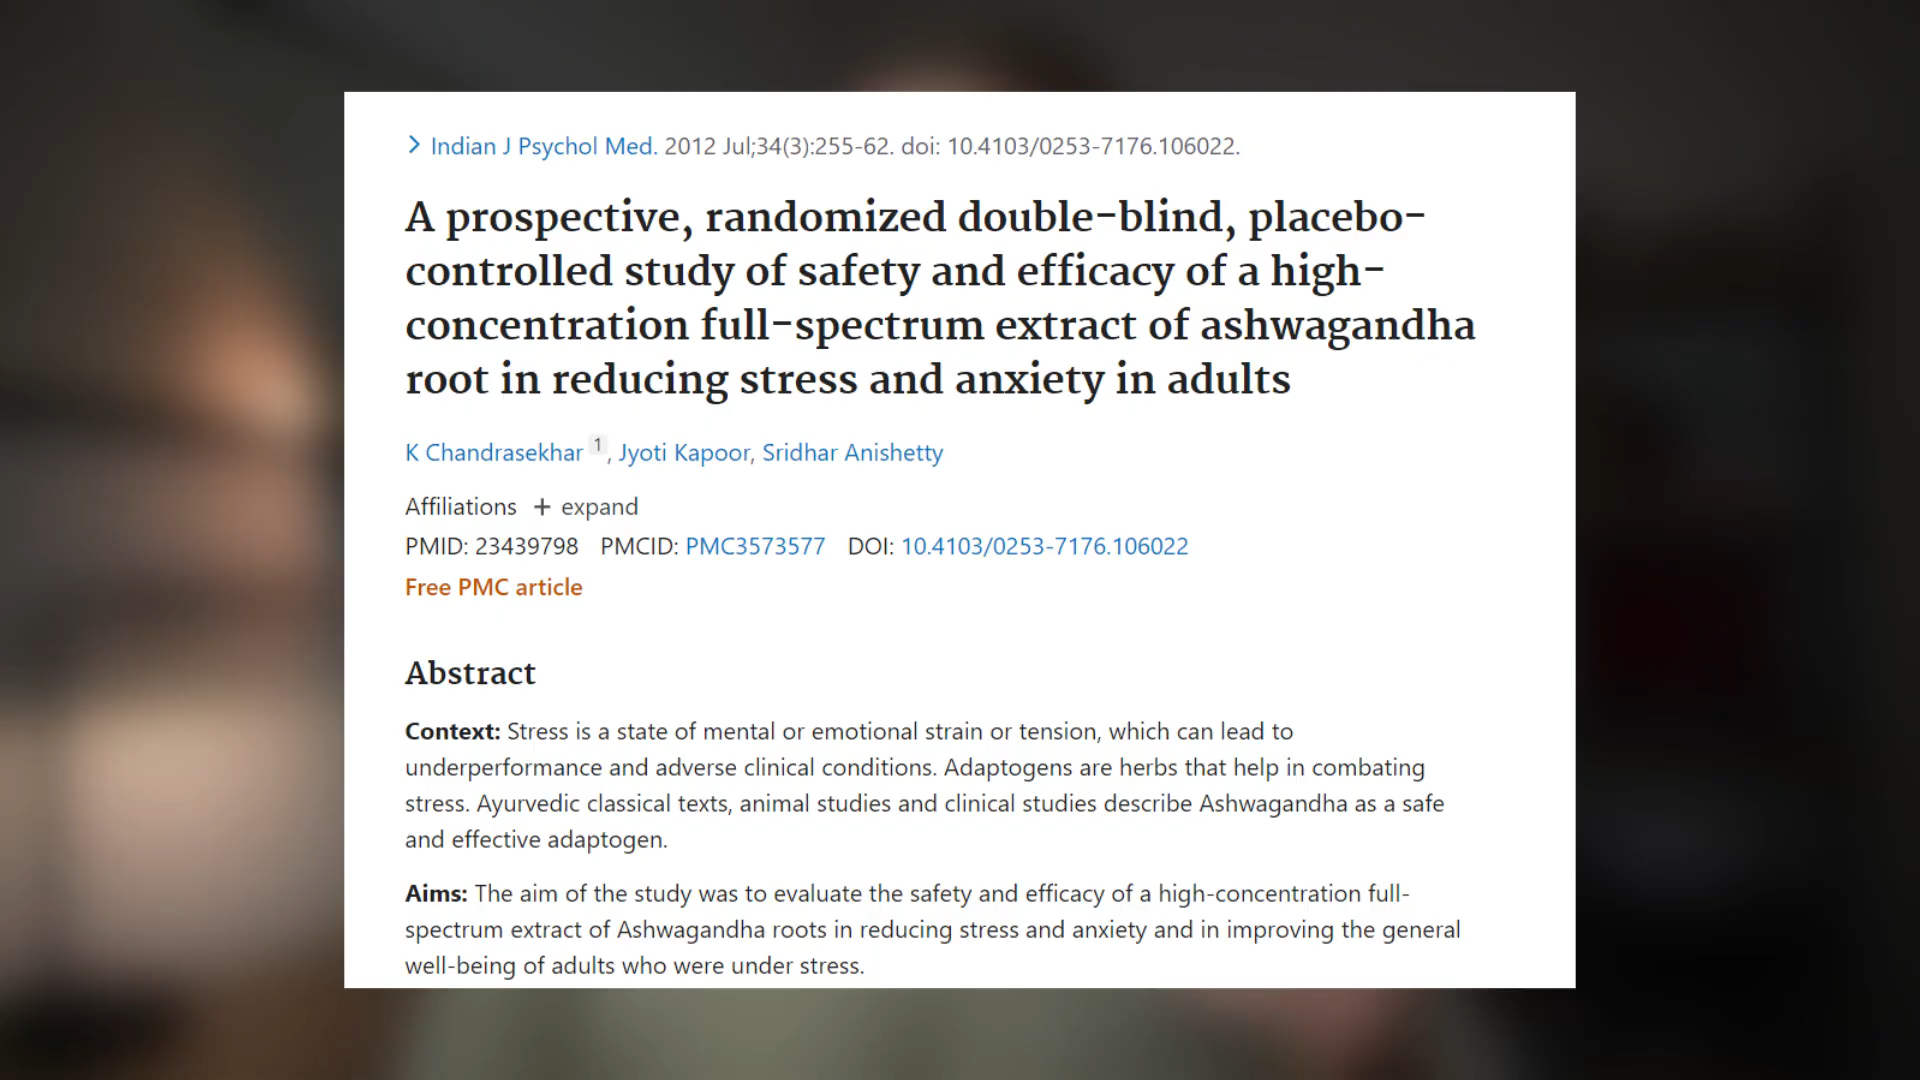 Indian J Psychol Med. 2012 Jul;34(3):255-62. doi: 10.4103/0253-7176.106022.
A prospective, randomized double-blind, placebo-
controlled study of safety and efficacy of a high-
concentration full-spectrum extract of ashwagandha
root in reducing stress and anxiety in adults
K Chandrasekhar 1, Jyoti Kapoor, Sridhar Anishetty
Affiliations + expand
PMID: 23439798 PMCID: PMC3573577 DOI: 10.4103/0253-7176.106022
Free PMC article
Abstract
Context: Stress is a state of mental or emotional strain or tension, which can lead to
underperformance and adverse clinical conditions. Adaptogens are herbs that help in combating
stress. Ayurvedic classical texts, animal studies and clinical studies describe Ashwagandha as a safe
and effective adaptogen.
Aims: The aim of the study was to evaluate the safety and efficacy of a high-concentration full-
spectrum extract of Ashwagandha roots in reducing stress and anxiety and in improving the general
well-being of adults who were under stress.